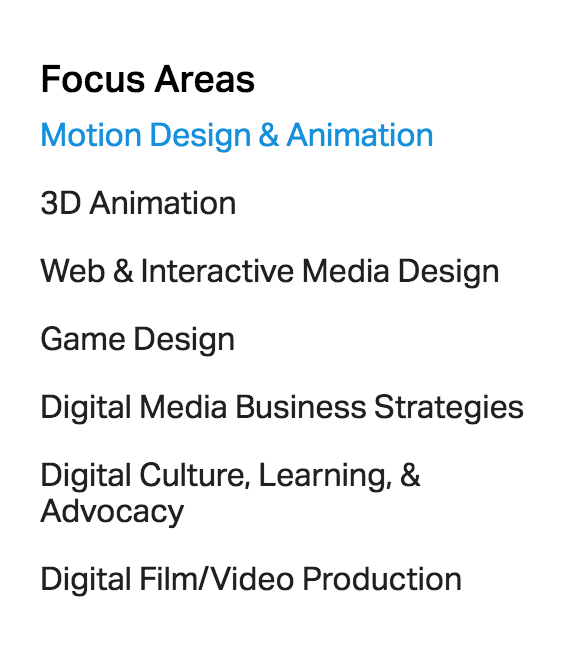 Focus Areas
Motion Design & Animation
3D Animation
Web & Interactive Media Design
Game Design
Digital Media Business Strategies
Digital Culture, Learning, &
Advocacy
Digital Film/Video Production